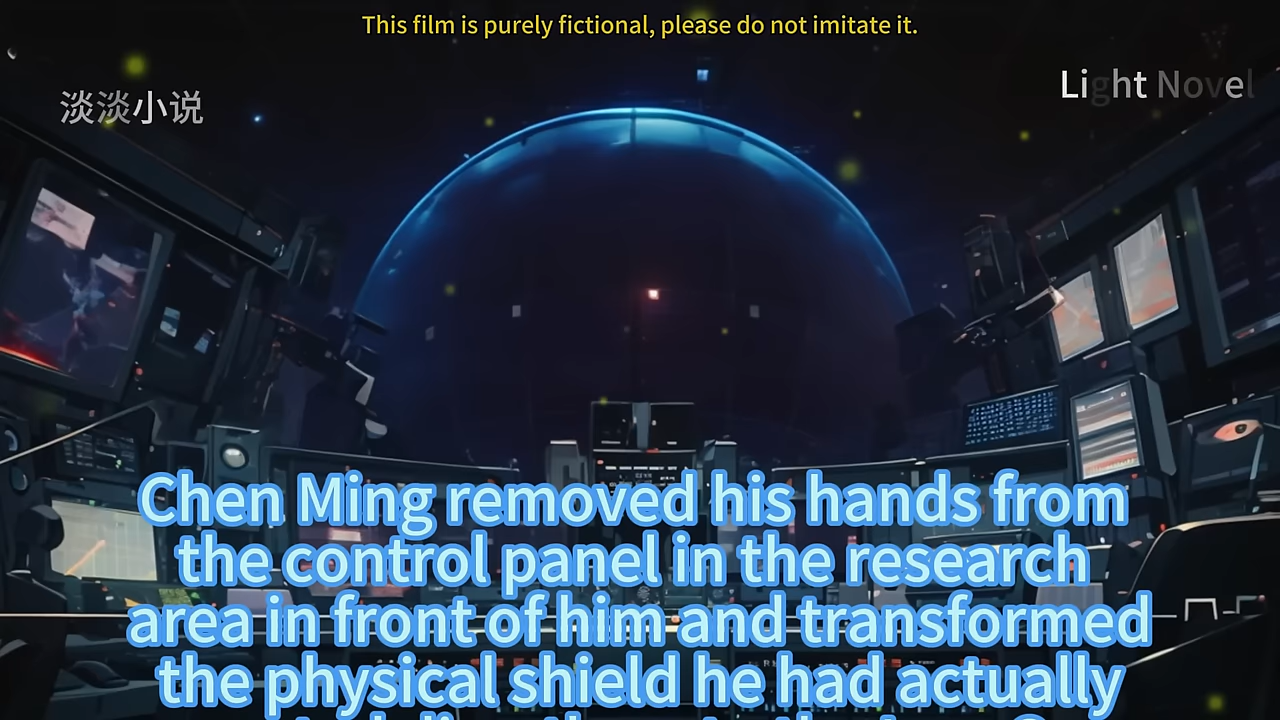 This film is purely fictional, please do not imitate it.
淡淡小说
Light Novel
Chen Ming removed his hands from
the control panel in the research
area in front of him and transformed
the physical shield he had actually